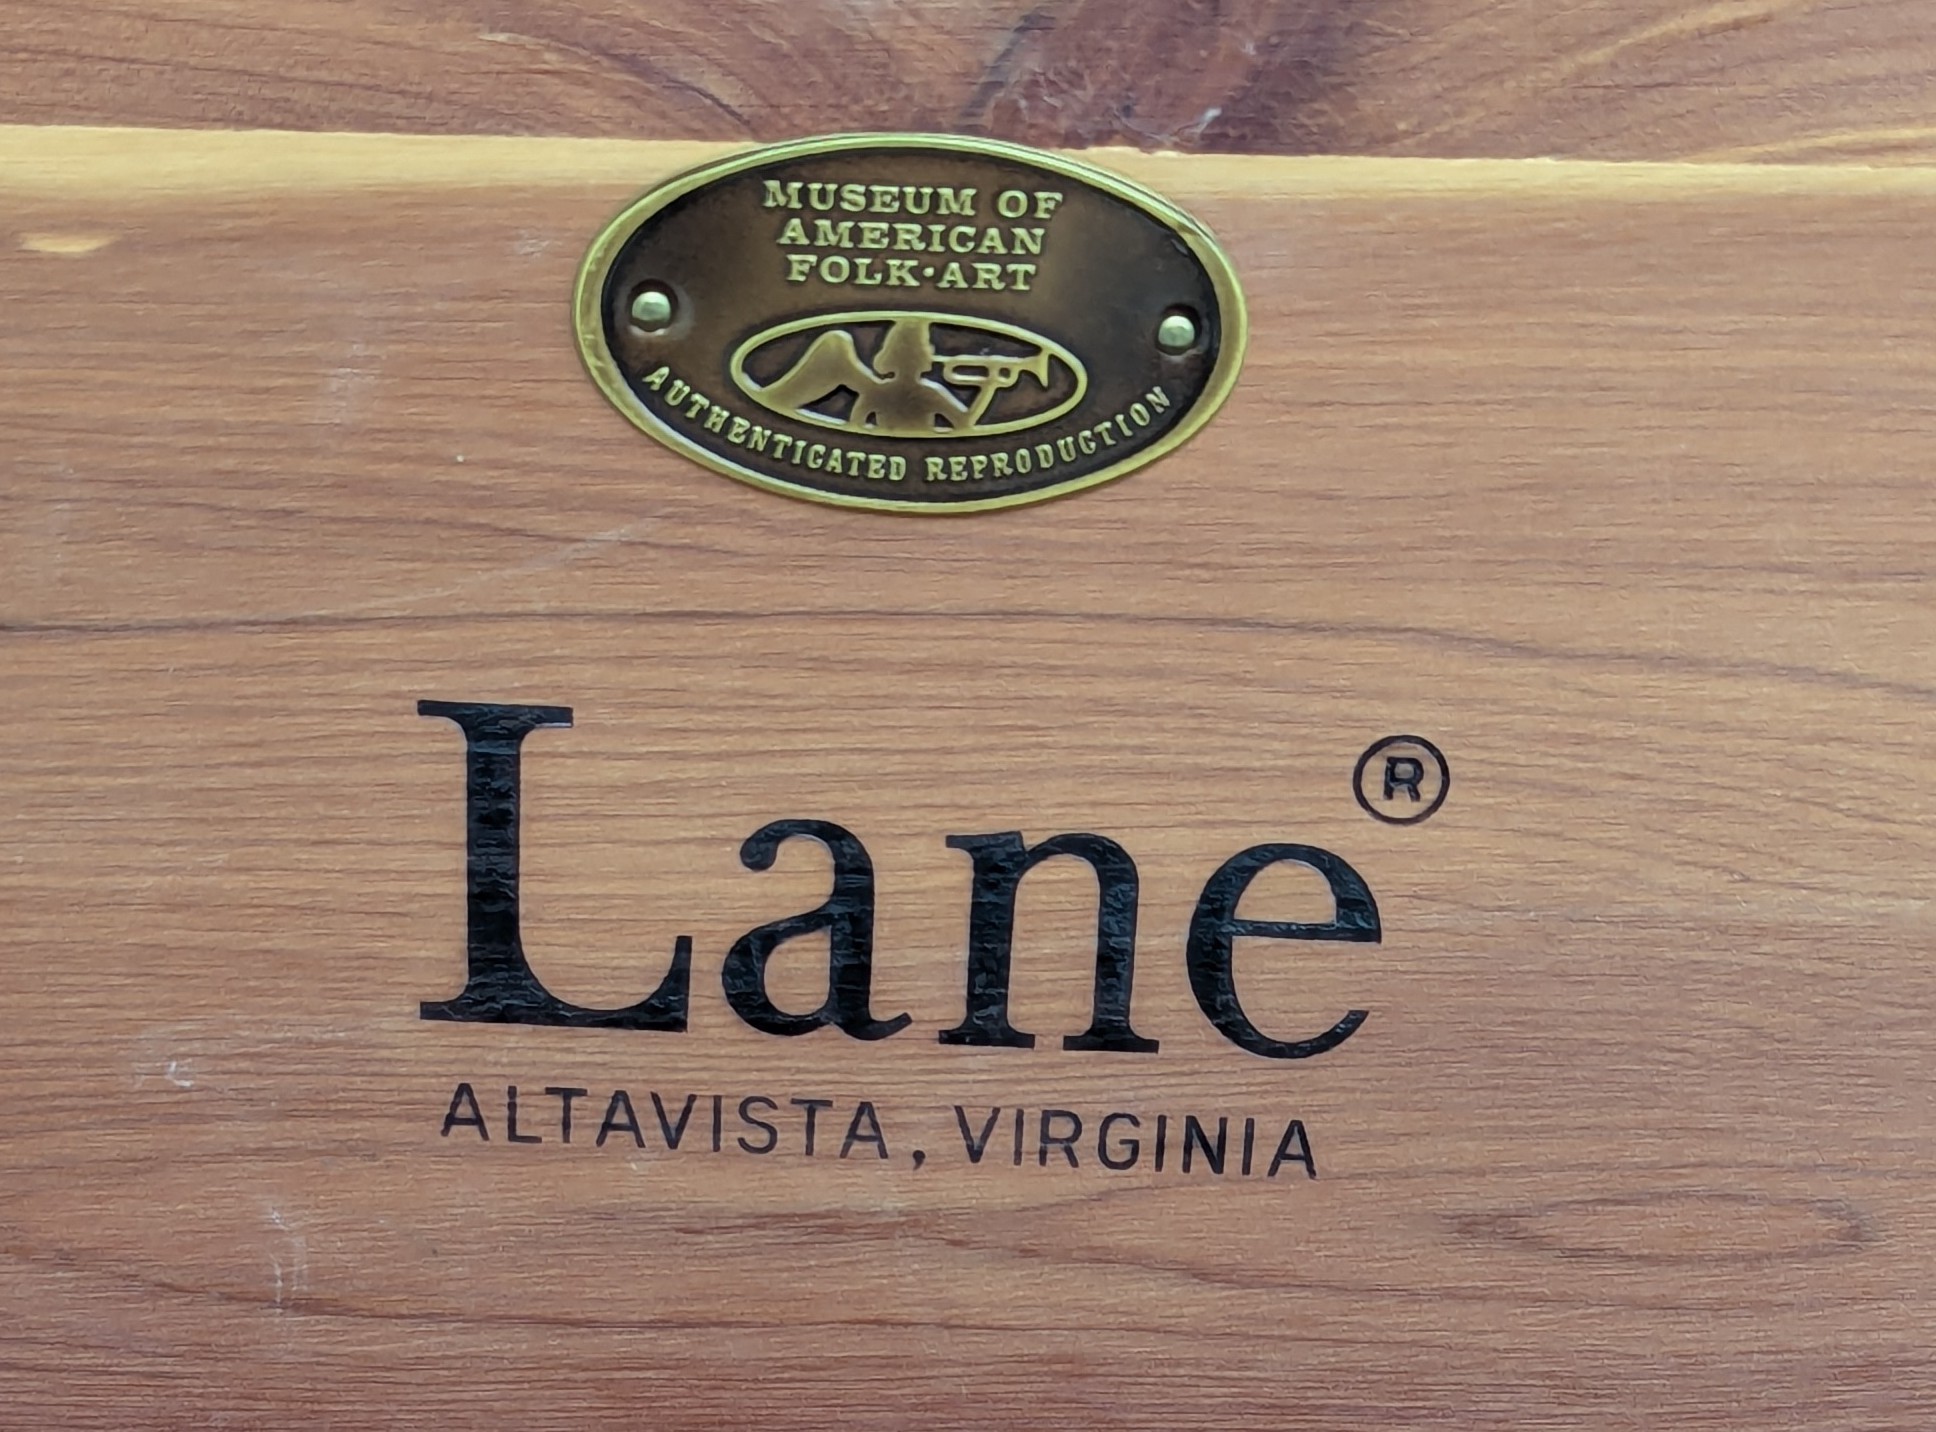 MUSEUM OF
AMERICAN
FOLK·ART
AUTHENTICATED REPRODUCTION
Lane®
ALTAVISTA, VIRGINIA